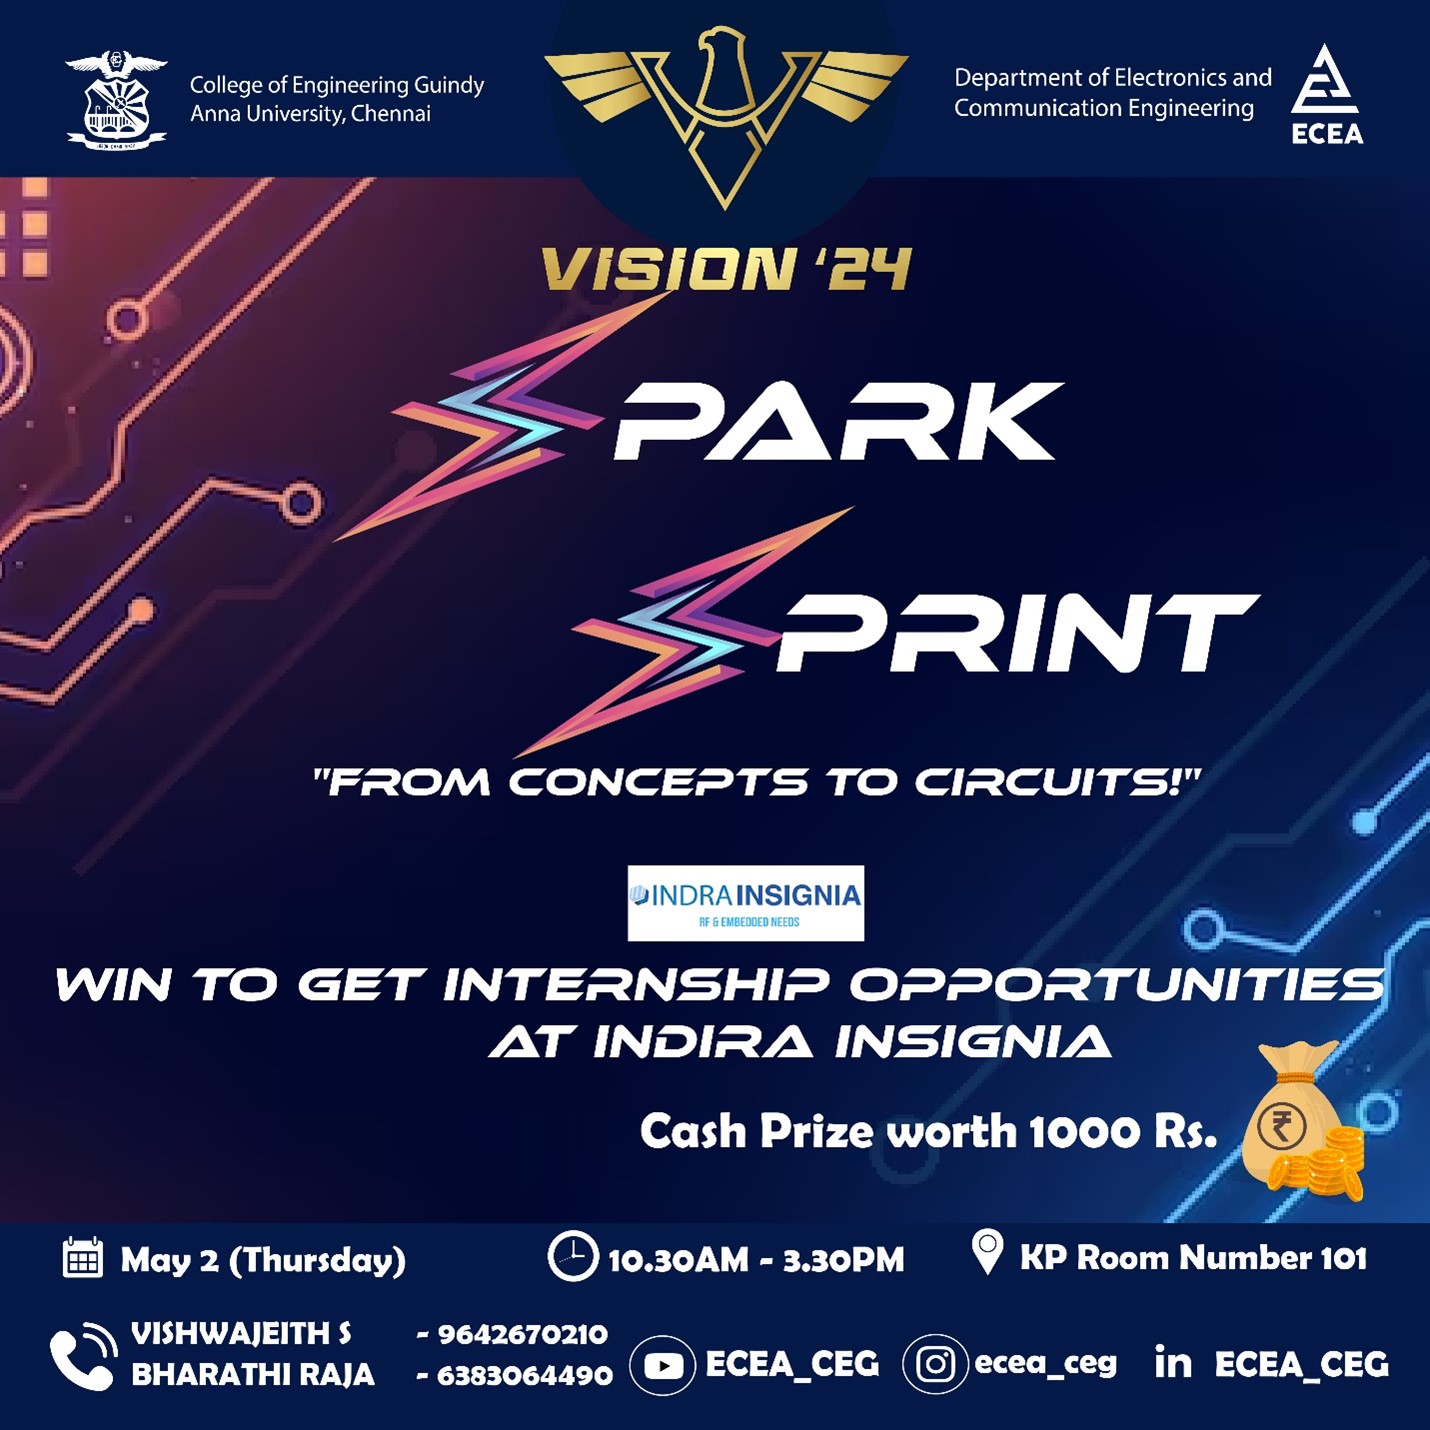 College of Engineering Guindy
Anna University, Chennai
Department of Electronics and
Communication Engineering
ECEA
VISION '24
SPARK
SPRINT
"FROM CONCEPTS TO CIRCUITS!"
INDRA INSIGNIA
RF & EMBEDDED NEEDS
WIN TO GET INTERNSHIP OPPORTUNITIES
AT INDIRA INSIGNIA
Cash Prize worth 1000 Rs.
₹
May 2 (Thursday)
10.30AM - 3.30PM
KP Room Number 101
VISHWAJEITH S - 9642670210
BHARATHI RAJA - 6383064490
ECEA_CEG
ecea_ceg
in ECEA_CEG